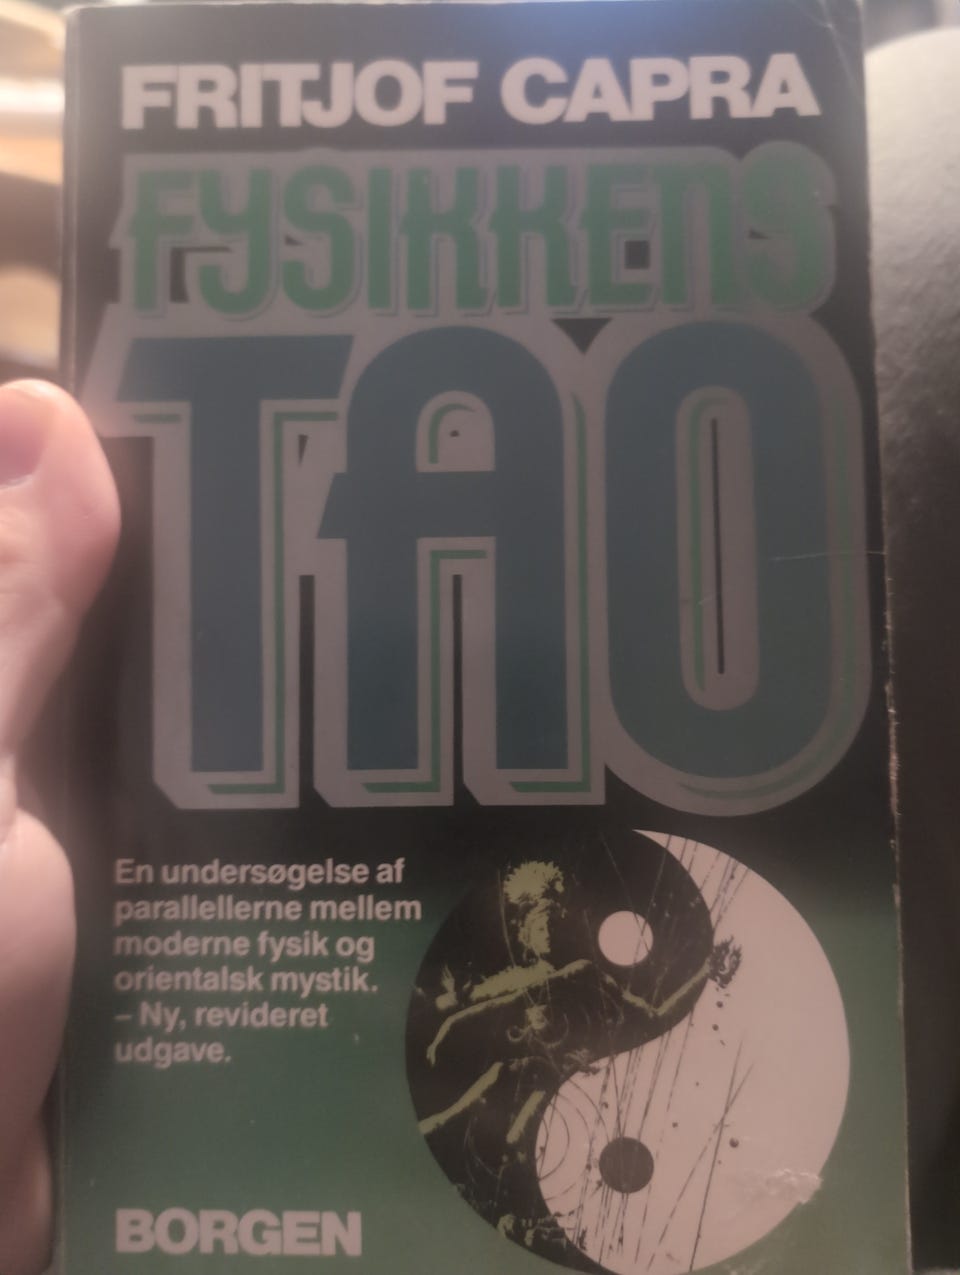 FRITJOF CAPRA
FYSIKKENS
TAO
En undersøgelse af
parallellerne mellem
moderne fysik og
orientalsk mystik.
– Ny, revideret
udgave.
BORGEN